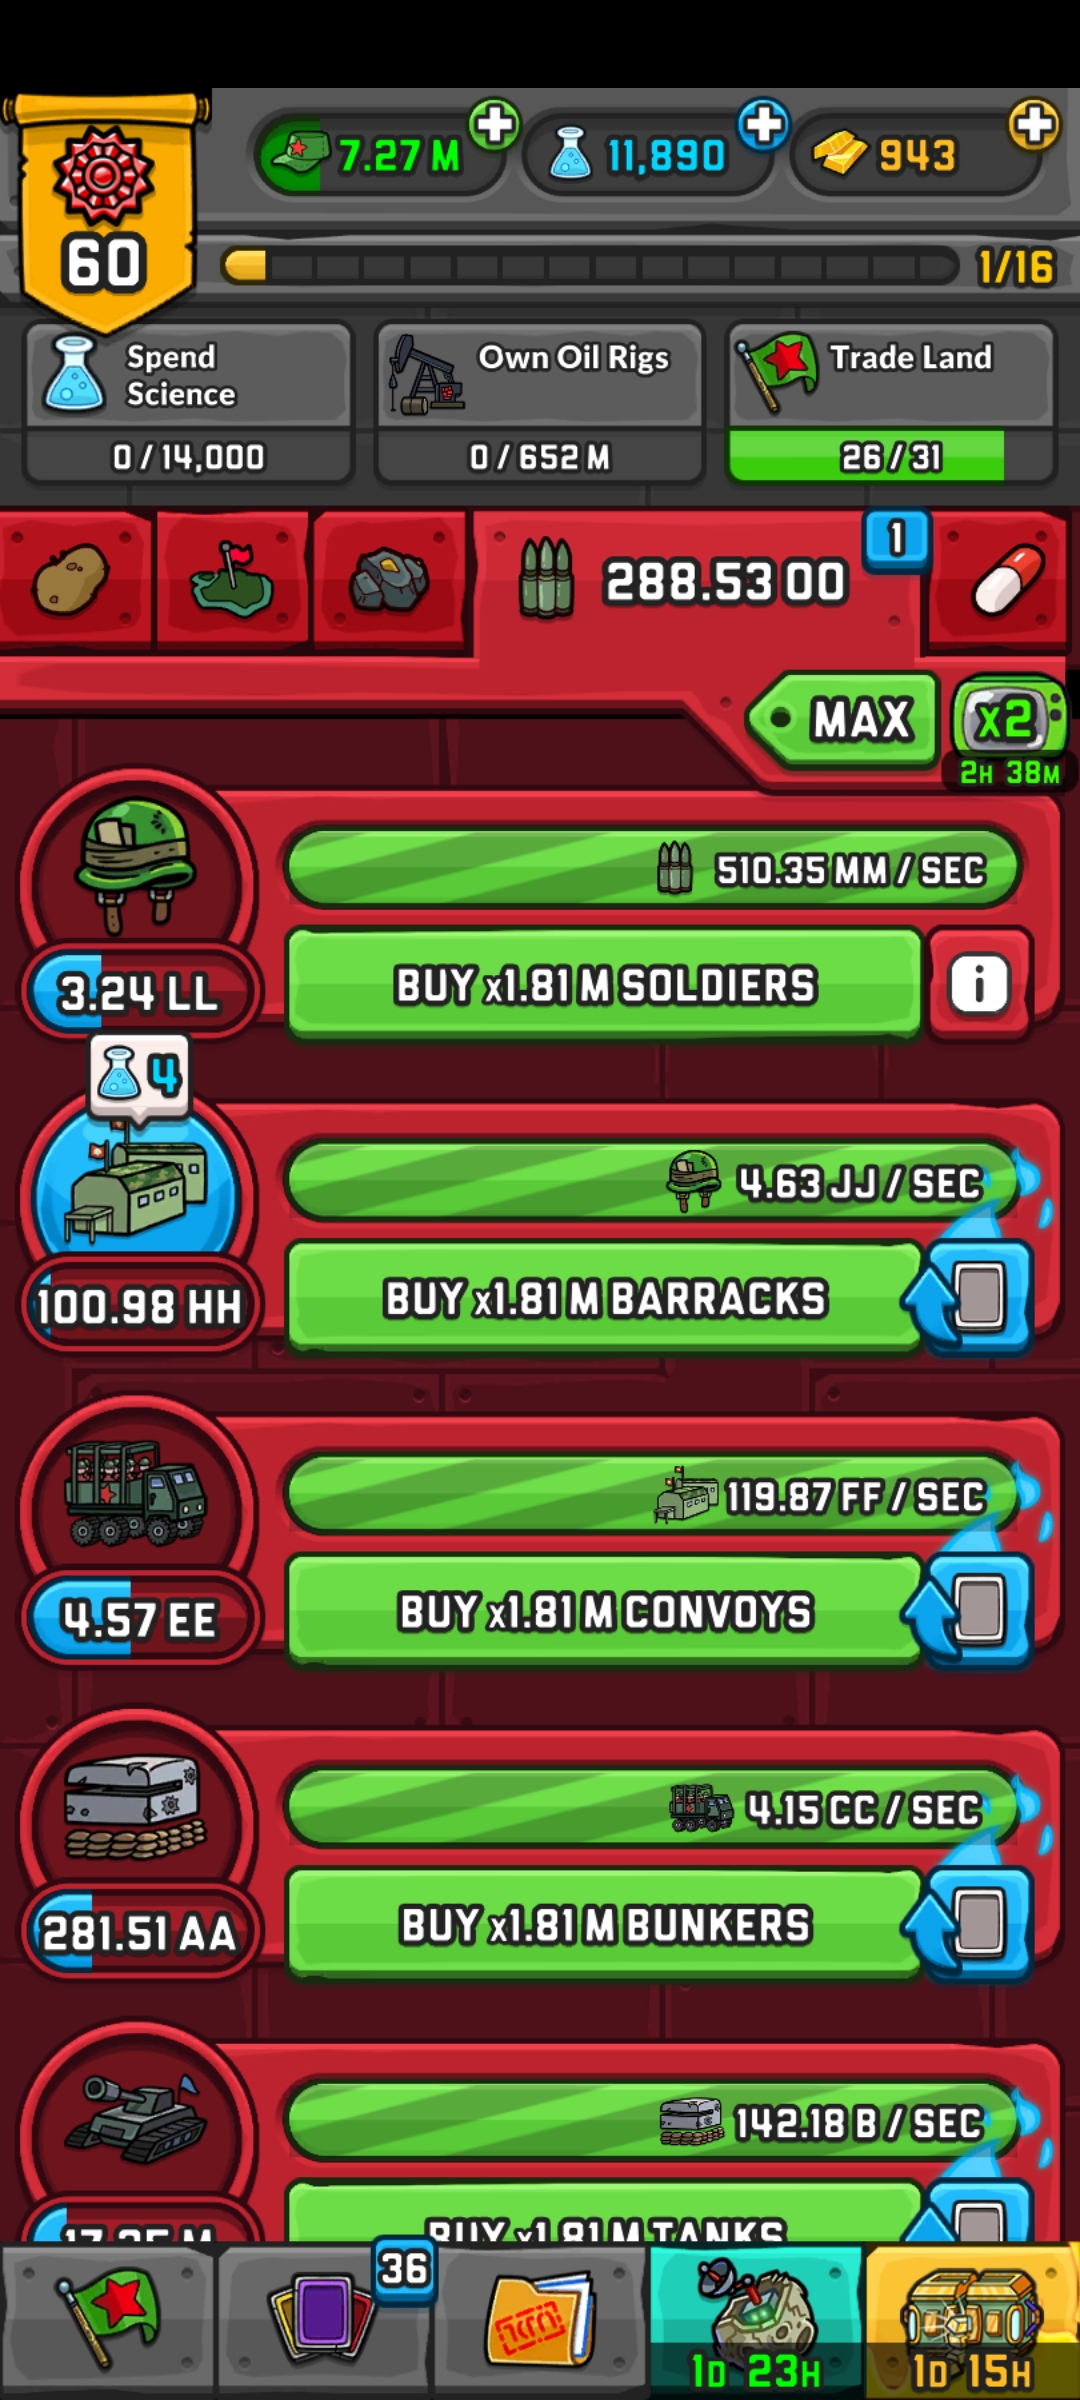 7.27 M
11,890
943
60
1/16
Spend
Science
0/14,000
Own Oil Rigs
0/652 M
Trade Land
26/31
288.53 OO
1
MAX
x2
2H 38M
510.35 MM / SEC
3.24 LL
BUY x1.81 M SOLDIERS
i
4
4.63 JJ / SEC
100.98 HH
BUY x1.81 M BARRACKS
119.87 FF / SEC
4.57 EE
BUY x1.81 M CONVOYS
4.15 CC / SEC
281.51 AA
BUY x1.81 M BUNKERS
142.18 B / SEC
BUY x1.81 M TANKS
36
1D 23H
1D 15H